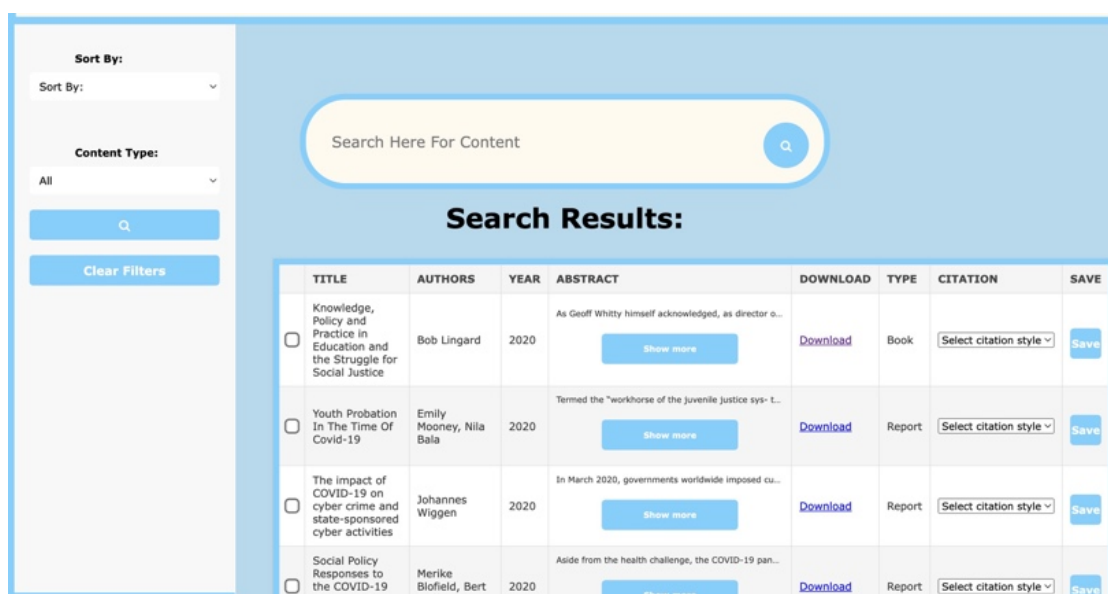 Sort By:
Sort By:
Content Type:
All
Clear Filters
Search Here For Content
Search Results:
TITLE AUTHORS YEAR ABSTRACT DOWNLOAD TYPE CITATION SAVE
Knowledge,
Policy and
Practice in
Education and
the Struggle for
Social Justice
Bob Lingard
2020
As Geoff Whitty himself acknowledged, as director o...
Show more
Download
Book
Select citation style
Save
Youth Probation
In The Time Of
Covid-19
Emily
Mooney, Nila
Bala
2020
Termed the “workhorse of the juvenile justice sys- t...
Show more
Download
Report
Select citation style
Save
The impact of
COVID-19 on
cyber crime and
state-sponsored
cyber activities
Johannes
Wiggen
2020
In March 2020, governments worldwide imposed cu...
Show more
Download
Report
Select citation style
Save
Social Policy
Responses to
the COVID-19
Merike
Blofield, Bert
2020
Aside from the health challenge, the COVID-19 pan...
Show more
Download
Report
Select citation style
Save